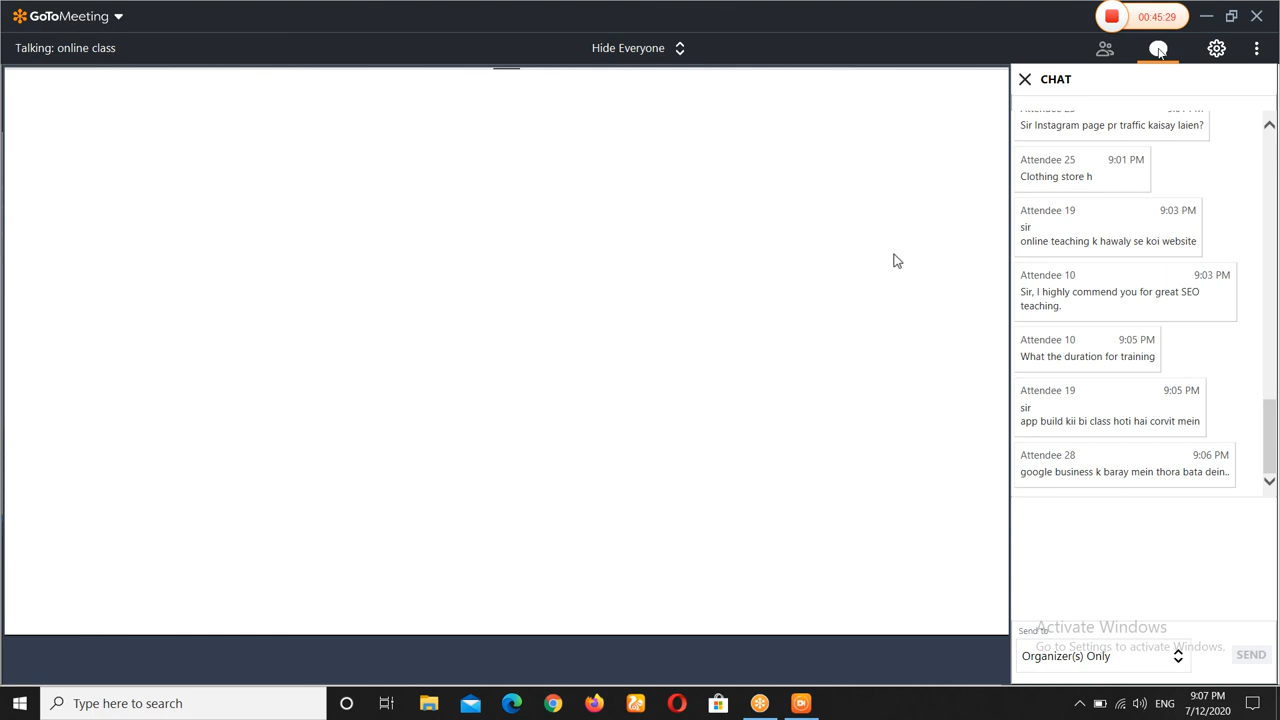 GoToMeeting
00:45:29
Talking: online class
Hide Everyone
CHAT
Sir Instagram page pr traffic kaisay laien?
Attendee 25 9:01 PM
Clothing store h
Attendee 19 9:03 PM
sir
online teaching k hawaly se koi website
Attendee 10 9:03 PM
Sir, I highly commend you for great SEO
teaching.
Attendee 10 9:05 PM
What the duration for training
Attendee 19 9:05 PM
sir
app build kii bi class hoti hai corvit mein
Attendee 28 9:06 PM
google business k baray mein thora bata dein..
Activate Windows
Send to
Go to Settings to activate Windows.
Organizer(s) Only
SEND
Type here to search
ENG
9:07 PM
7/12/2020